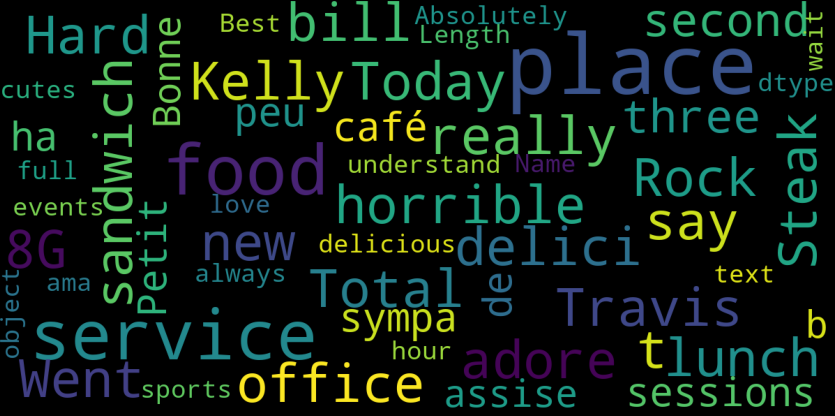 Hard
Best
bill
Absolutely
Length
second
wait
cutes
sandwich
Bonne
Kelly
Today
place
dtype
ha
peu
café
really
three
full
food
understand
Name
Rock
Steak
events
Petit
love
horrible
say
8G
new
delicious
delici
ama
always
Total
de
text
object
service
sympa
Travis
b
Went
sports
office
hour
adore
assise
t
lunch
sessions